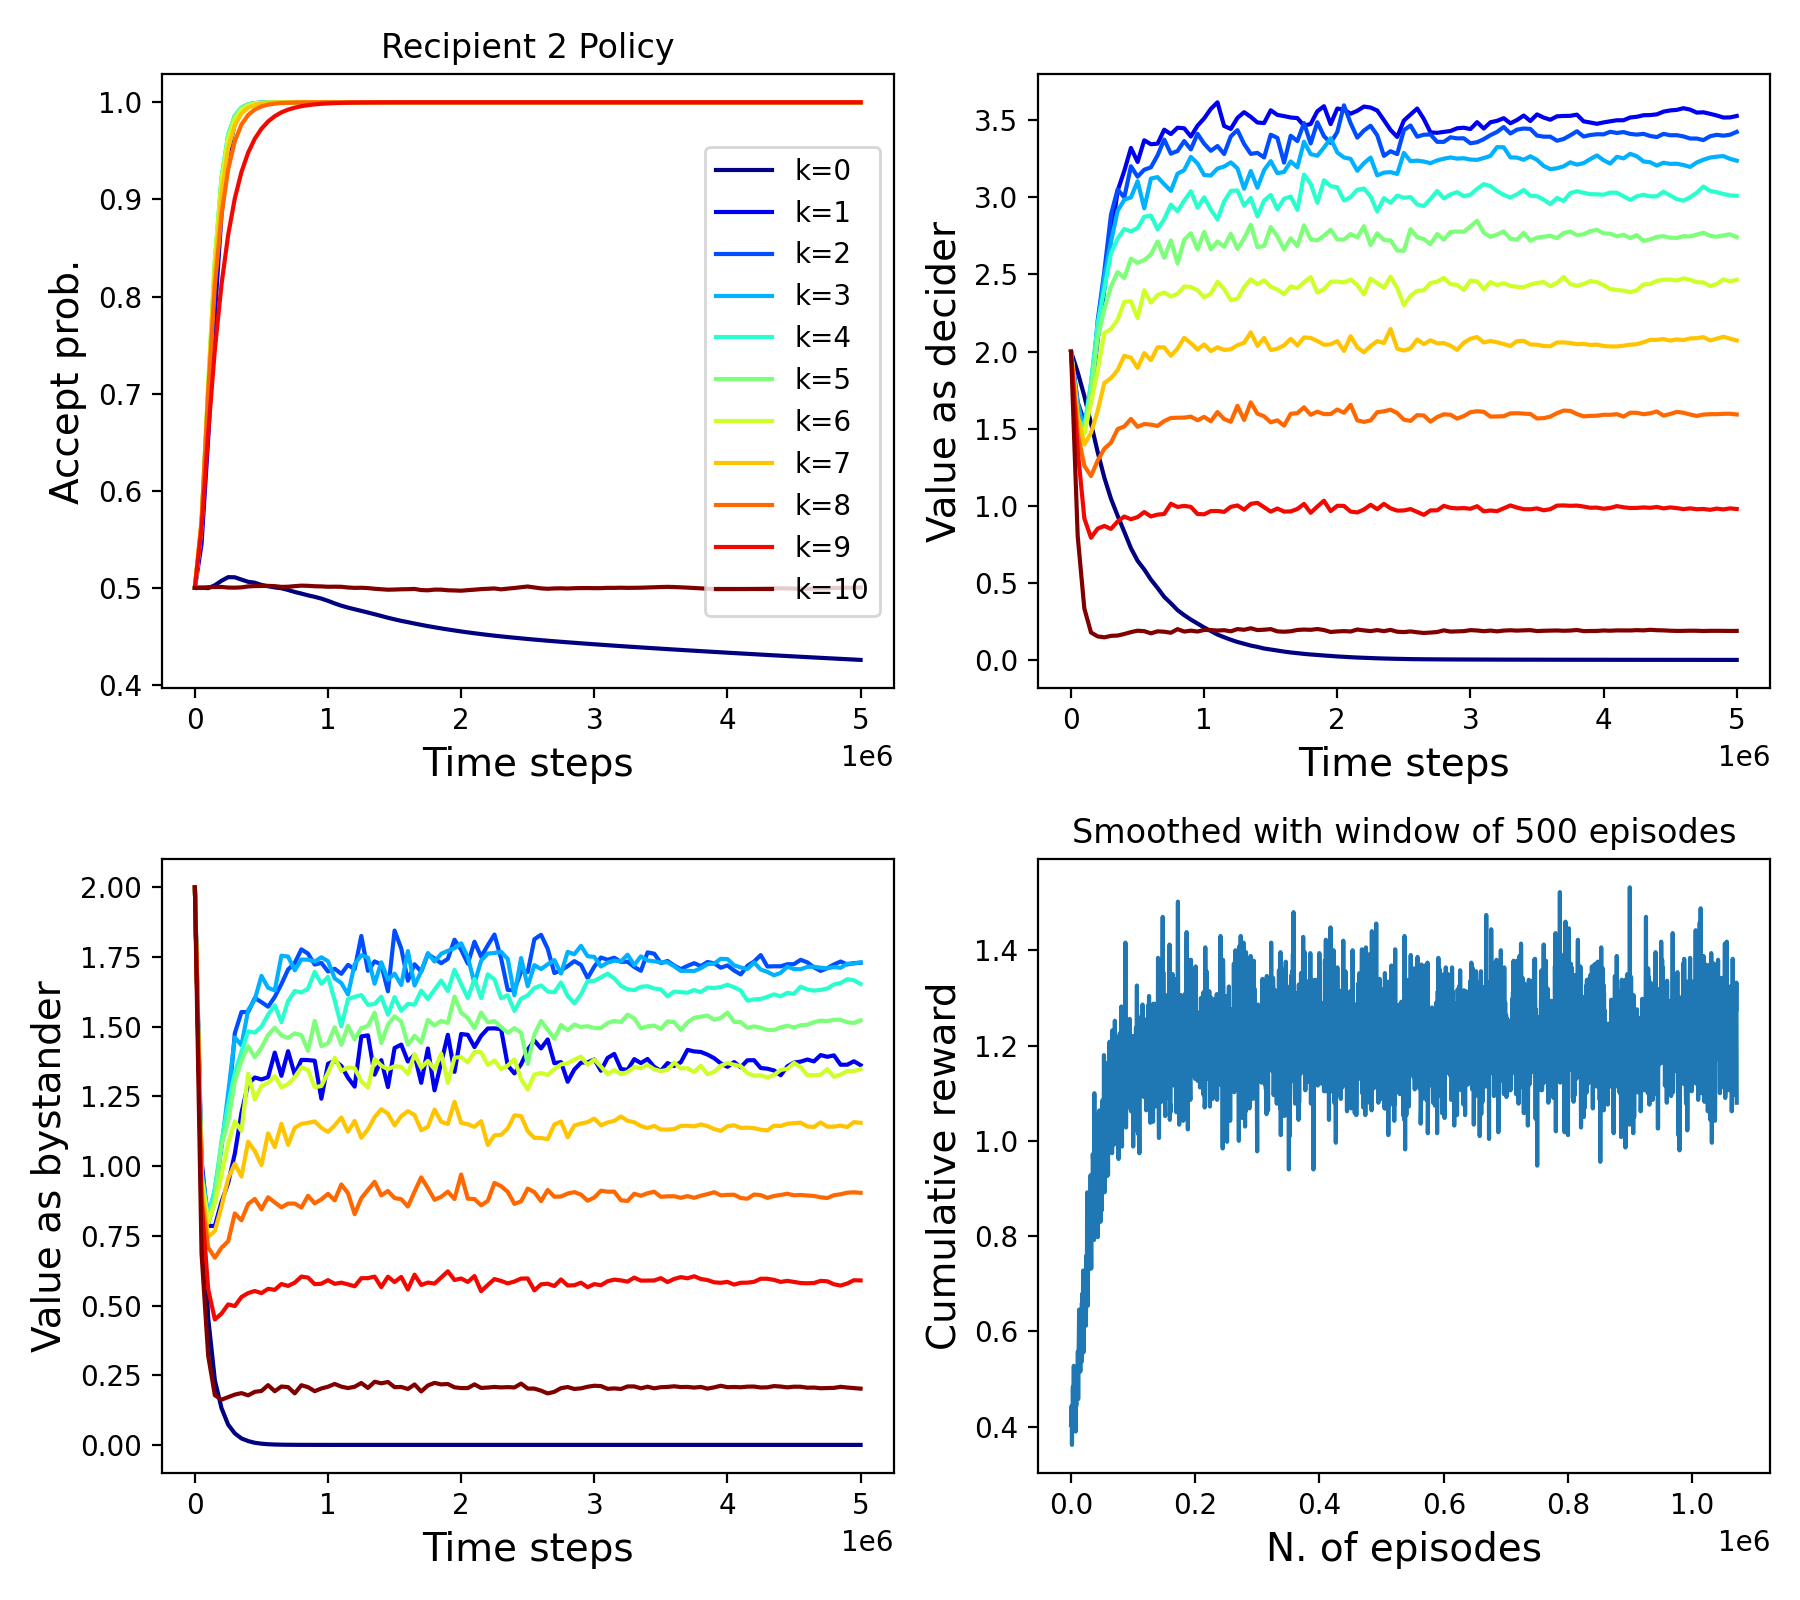 Recipient 2 Policy
Accept prob.
1.0
0.9
0.8
0.7
0.6
0.5
0.4
k=0
k=1
k=2
k=3
k=4
k=5
k=6
k=7
k=8
k=9
k=10
0 1 2 3 4 5
1e6
Time steps
Value as decider
3.5
3.0
2.5
2.0
1.5
1.0
0.5
0.0
0 1 2 3 4 5
1e6
Time steps
Value as bystander
2.00
1.75
1.50
1.25
1.00
0.75
0.50
0.25
0.00
0 1 2 3 4 5
1e6
Time steps
Smoothed with window of 500 episodes
Cumulative reward
1.4
1.2
1.0
0.8
0.6
0.4
0.0 0.2 0.4 0.6 0.8 1.0
1e6
N. of episodes